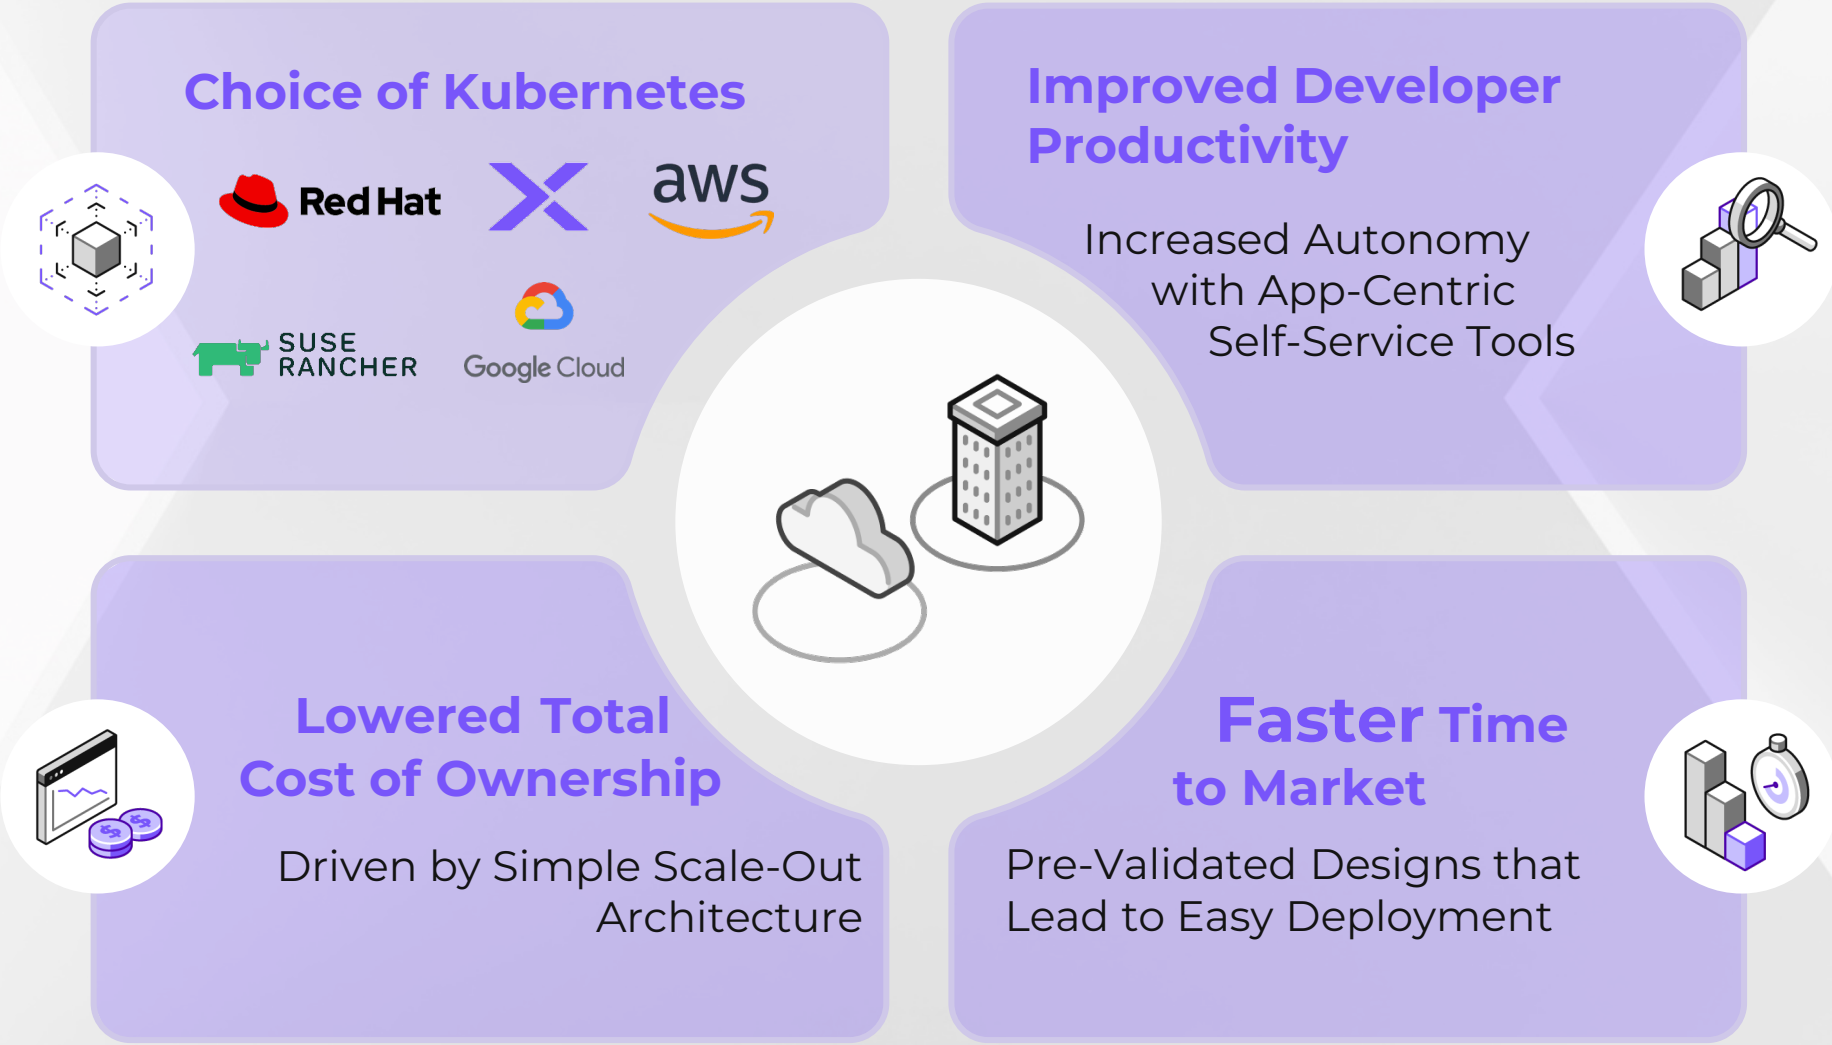 Choice of Kubernetes
Red Hat
aws
SUSE
RANCHER
Google Cloud
Improved Developer
Productivity
Increased Autonomy
with App-Centric
Self-Service Tools
Lowered Total
Cost of Ownership
Driven by Simple Scale-Out
Architecture
Faster Time
to Market
Pre-Validated Designs that
Lead to Easy Deployment